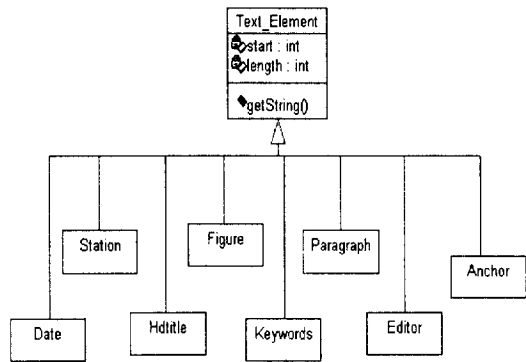 Text_Element
start : int
length : int
getString()
Station
Figure
Paragraph
Anchor
Date
Hdtitle
Keywords
Editor